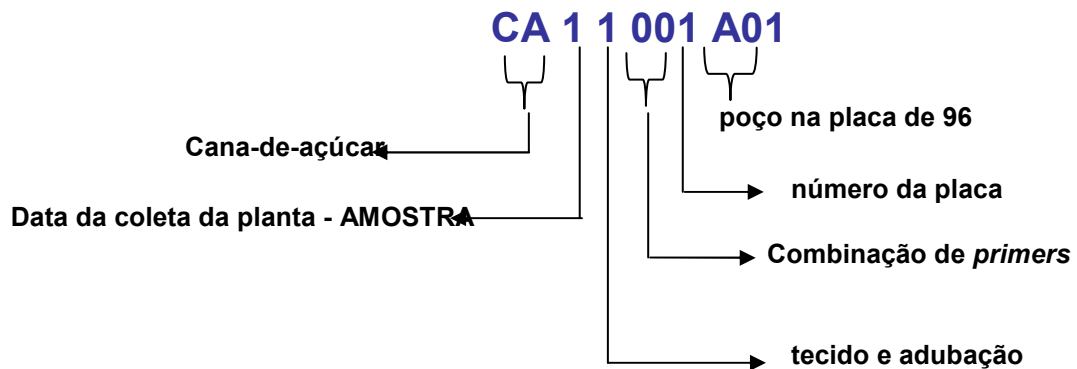 CA 1 1 001 A01
poço na placa de 96
Cana-de-açúcar
número da placa
Data da coleta da planta - AMOSTRA
Combinação de primers
tecido e adubação